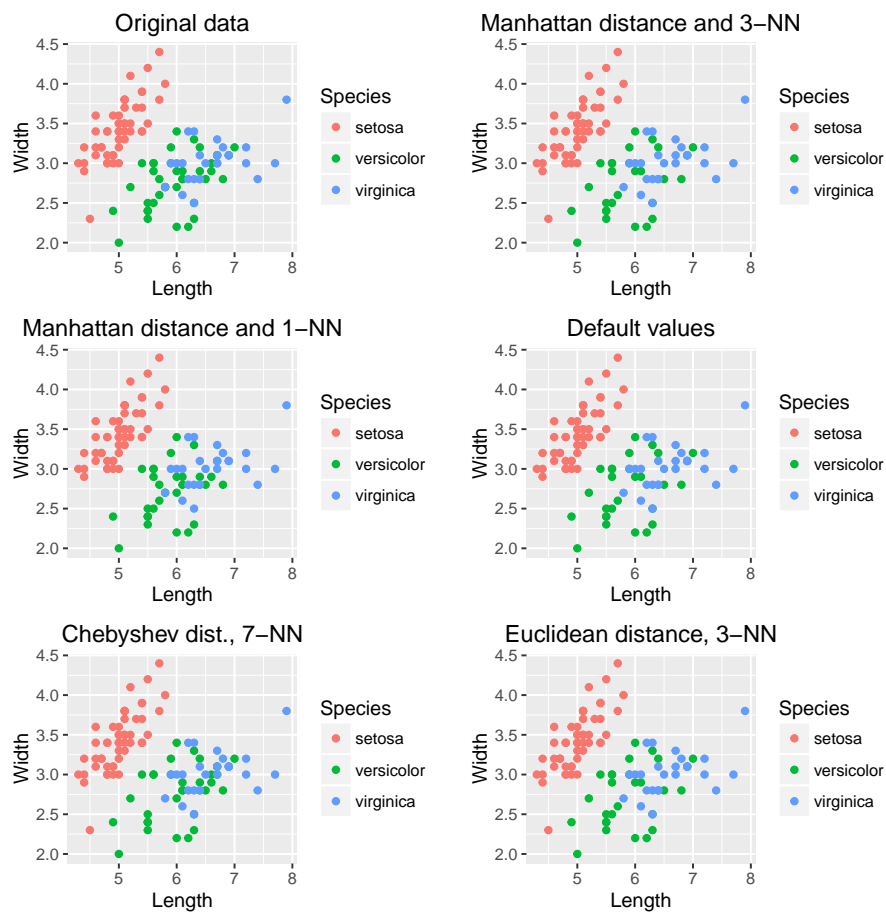 Original data
4.5
4.0
3.5
3.0
2.5
2.0
Width
5 6 7 8
Length
Species
setosa
versicolor
virginica
Manhattan distance and 3−NN
4.5
4.0
3.5
3.0
2.5
2.0
Width
5 6 7 8
Length
Species
setosa
versicolor
virginica
Manhattan distance and 1−NN
4.5
4.0
3.5
3.0
2.5
2.0
Width
5 6 7 8
Length
Species
setosa
versicolor
virginica
Default values
4.5
4.0
3.5
3.0
2.5
2.0
Width
5 6 7 8
Length
Species
setosa
versicolor
virginica
Chebyshev dist., 7−NN
4.5
4.0
3.5
3.0
2.5
2.0
Width
5 6 7 8
Length
Species
setosa
versicolor
virginica
Euclidean distance, 3−NN
4.5
4.0
3.5
3.0
2.5
2.0
Width
5 6 7 8
Length
Species
setosa
versicolor
virginica